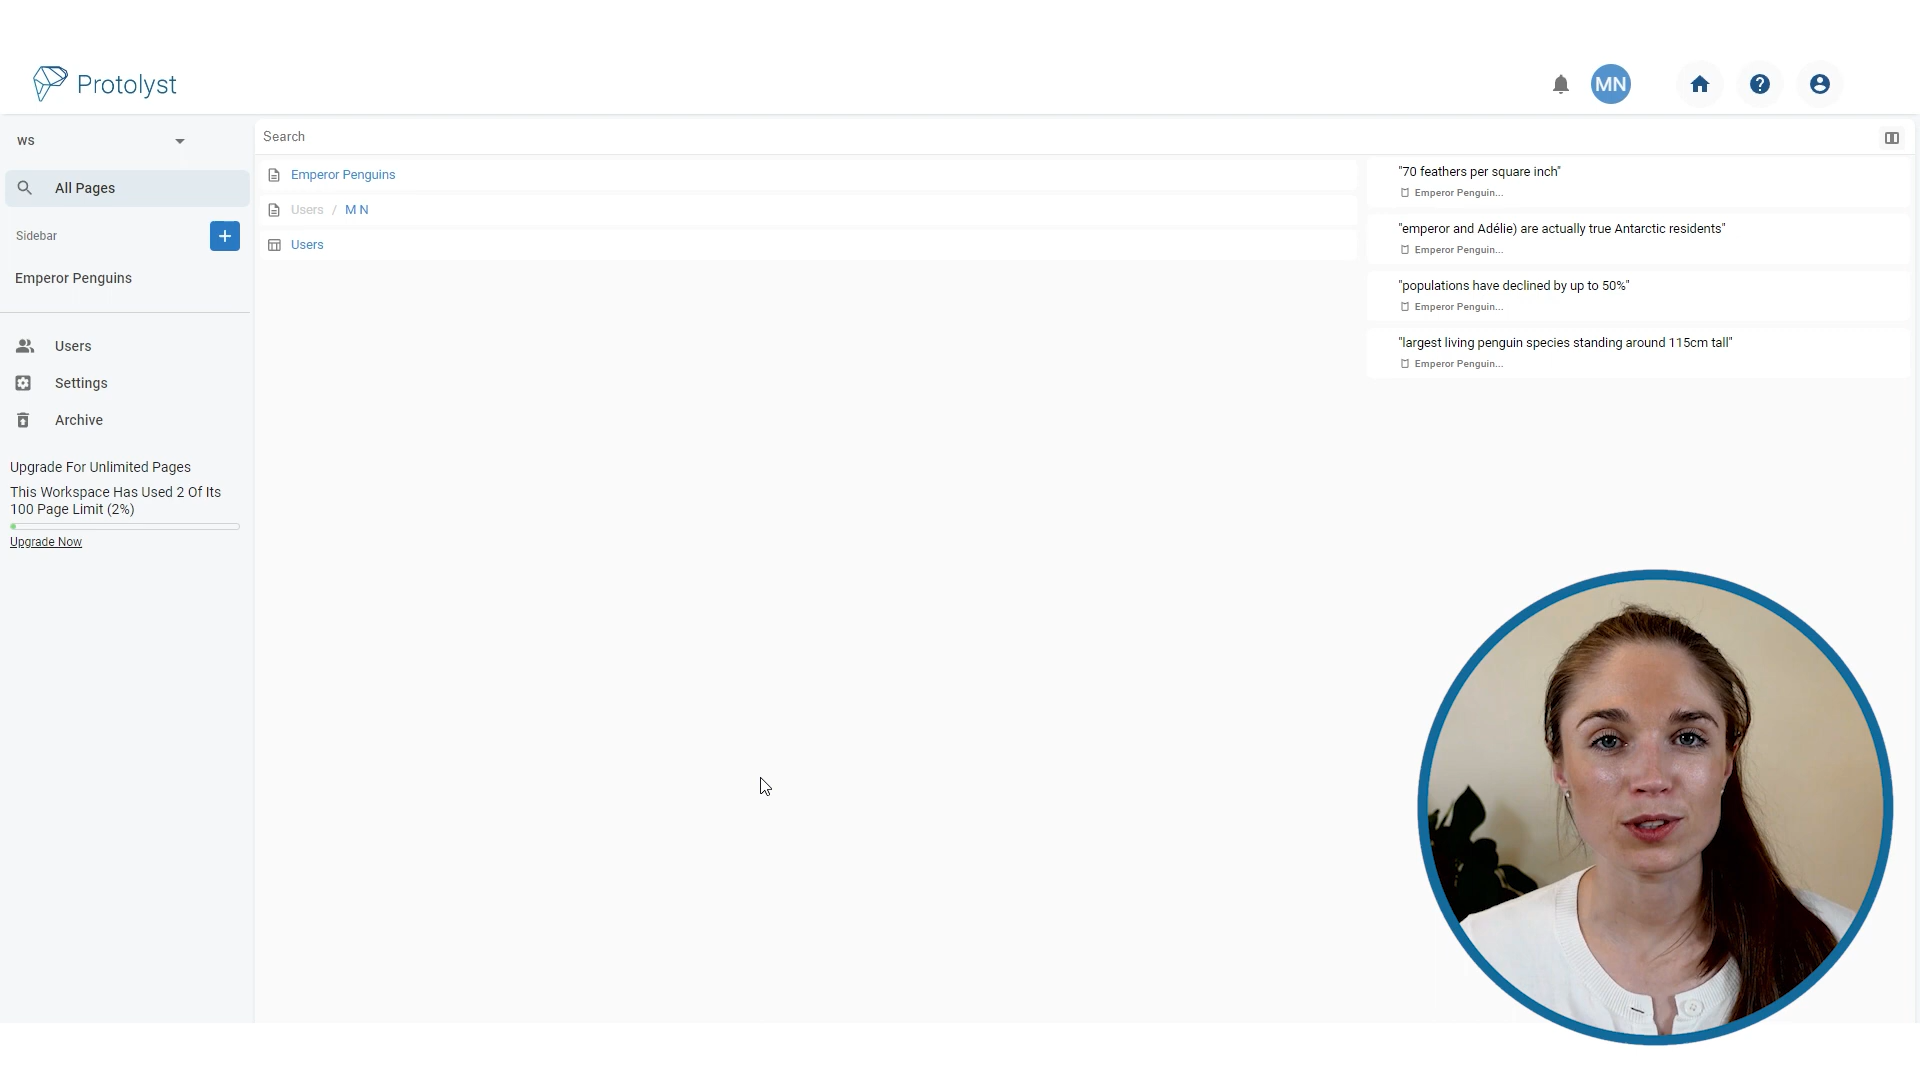 Protolyst
MN
WS
Search
All Pages
Sidebar
Emperor Penguins
Users
Settings
Archive
Upgrade For Unlimited Pages
This Workspace Has Used 2 Of Its
100 Page Limit (2%)
Upgrade Now
Emperor Penguins
Users / M N
Users
"70 feathers per square inch"
Emperor Penguin...
"emperor and Adélie) are actually true Antarctic residents"
Emperor Penguin...
"populations have declined by up to 50%"
Emperor Penguin...
"largest living penguin species standing around 115cm tall"
Emperor Penguin...